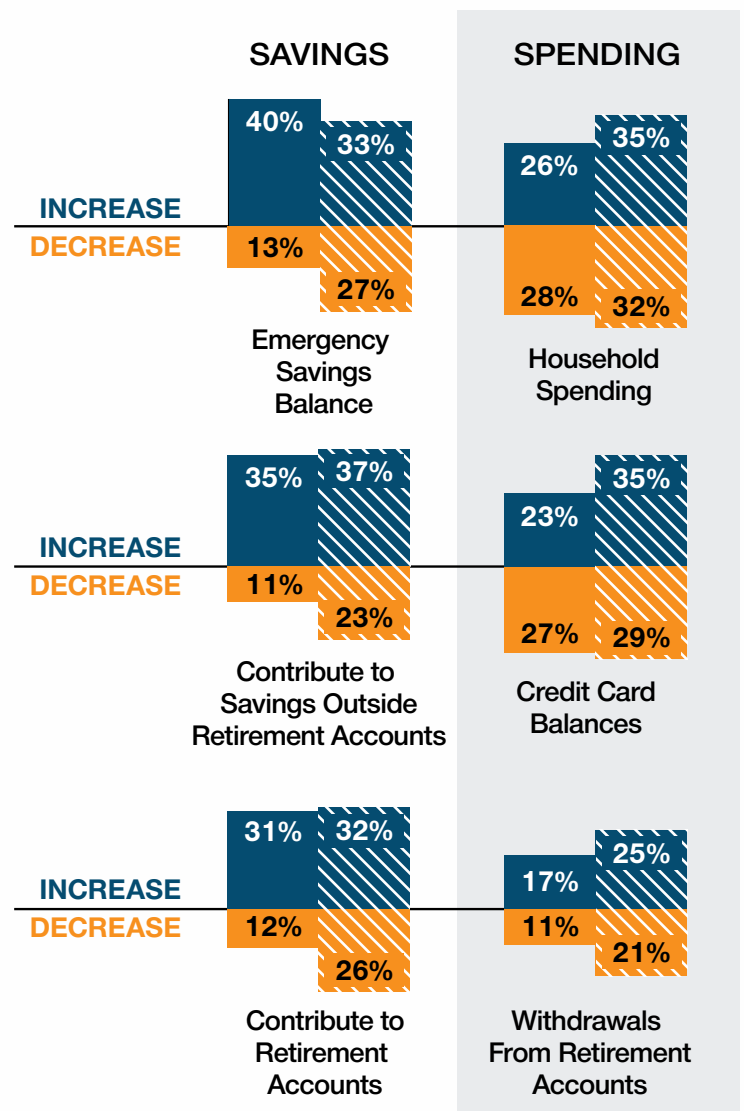 SAVINGS
SPENDING
40%
33%
26%
35%
INCREASE
DECREASE
13%
27%
28%
32%
Emergency
Savings
Balance
Household
Spending
35%
37%
23%
35%
INCREASE
DECREASE
11%
23%
27%
29%
Contribute to
Savings Outside
Retirement Accounts
Credit Card
Balances
31%
32%
17%
25%
INCREASE
DECREASE
12%
26%
11%
21%
Contribute to
Retirement
Accounts
Withdrawals
From Retirement
Accounts